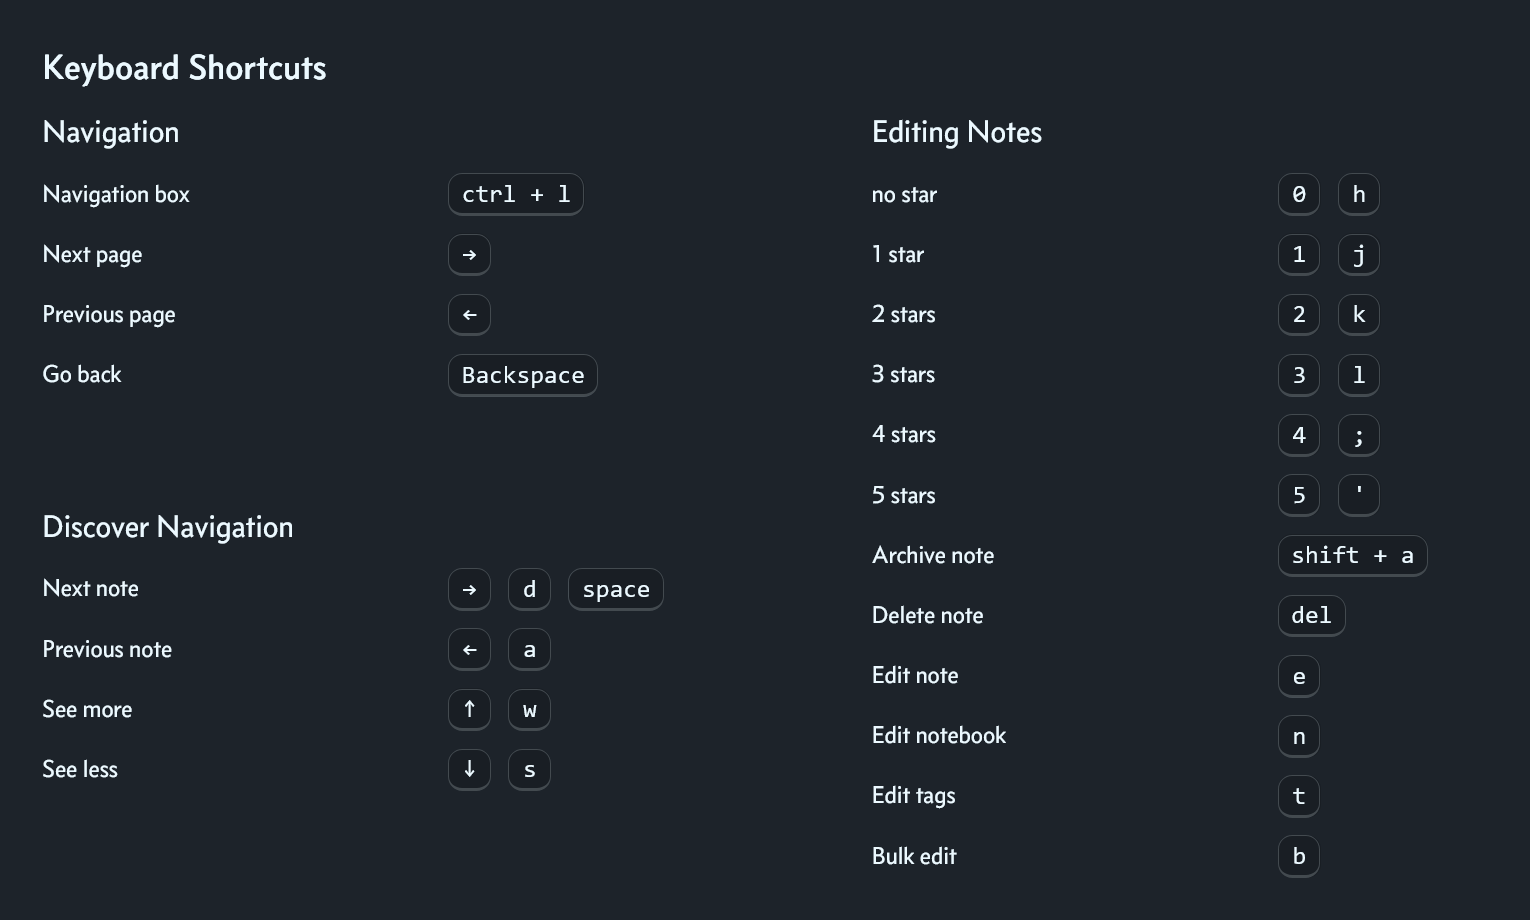 Keyboard Shortcuts
Navigation
Navigation box ctrl + l
Next page →
Previous page ←
Go back Backspace
Discover Navigation
Next note → d space
Previous note ← a
See more ↑ w
See less ↓ s
Editing Notes
no star 0 h
1 star 1 j
2 stars 2 k
3 stars 3 l
4 stars 4 ;
5 stars 5 '
Archive note shift + a
Delete note del
Edit note e
Edit notebook n
Edit tags t
Bulk edit b